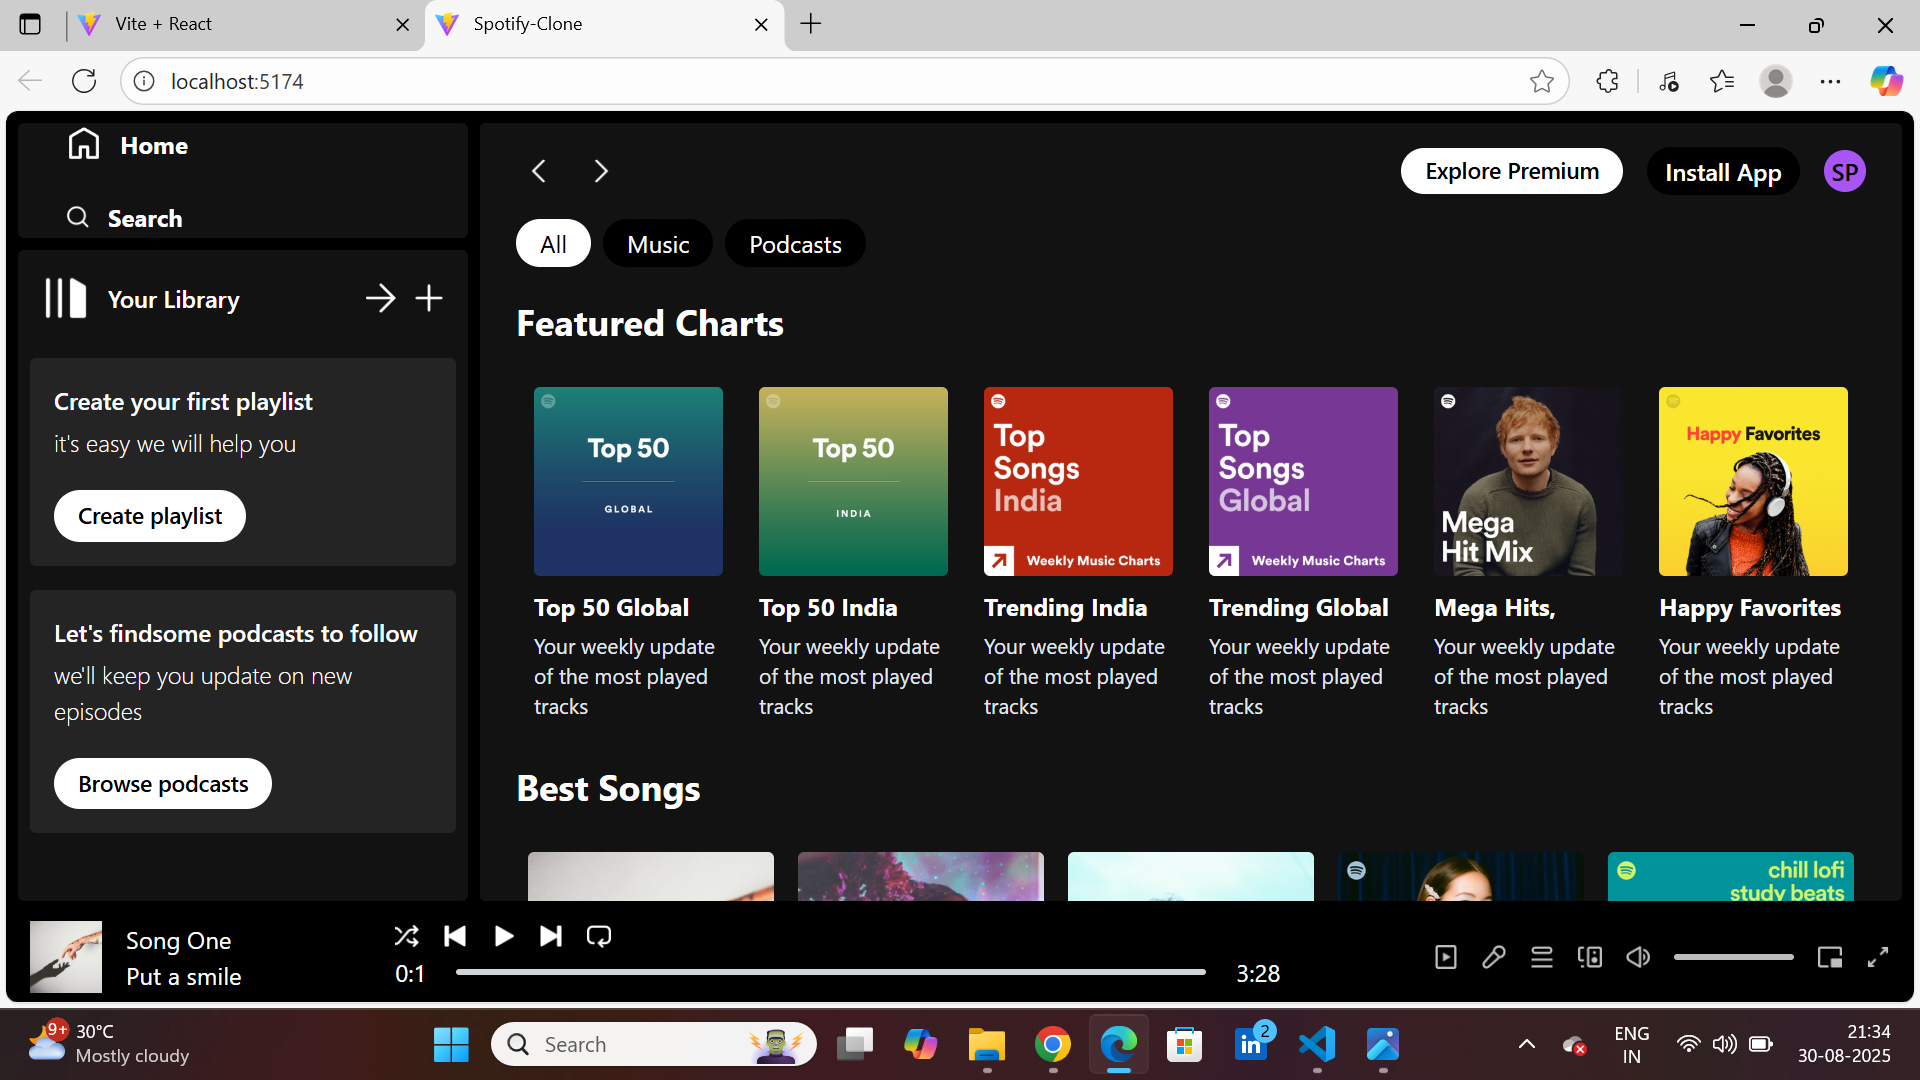 Vite + React
Spotify-Clone
localhost:5174
Home
Search
Your Library
Create your first playlist
it's easy we will help you
Create playlist
Let's findsome podcasts to follow
we'll keep you update on new
episodes
Browse podcasts
Explore Premium
Install App
SP
All
Music
Podcasts
Featured Charts
Top 50
GLOBAL
Top 50
INDIA
Top
Songs
India
Weekly Music Charts
Top
Songs
Global
Weekly Music Charts
Mega
Hit Mix
Happy Favorites
Top 50 Global
Your weekly update
of the most played
tracks
Top 50 India
Your weekly update
of the most played
tracks
Trending India
Your weekly update
of the most played
tracks
Trending Global
Your weekly update
of the most played
tracks
Mega Hits,
Your weekly update
of the most played
tracks
Happy Favorites
Your weekly update
of the most played
tracks
Best Songs
chill lofi
study beats
Song One
Put a smile
0:1
3:28
9+
30°C
Mostly cloudy
Search
2
ENG
IN
21:34
30-08-2025